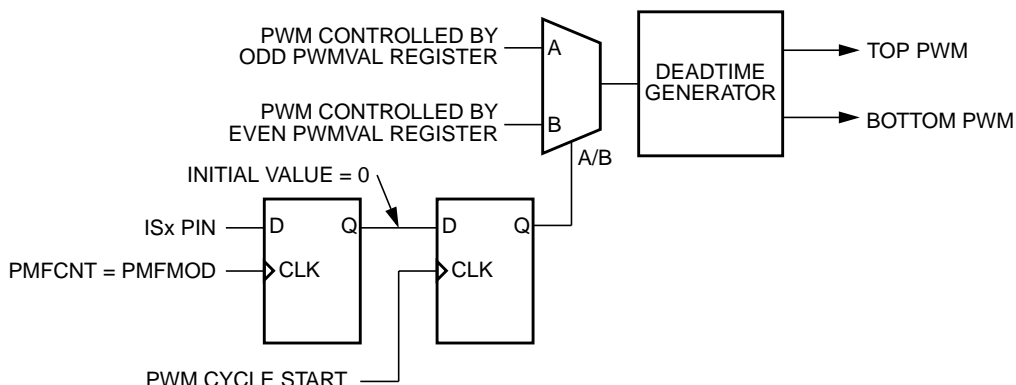 PWM CONTROLLED BY
ODD PWMVAL REGISTER
A
DEADTIME
GENERATOR
TOP PWM
PWM CONTROLLED BY
EVEN PWMVAL REGISTER
B
BOTTOM PWM
A/B
INITIAL VALUE = 0
ISx PIN
D
Q
D
Q
PMFCNT = PMFMOD
CLK
CLK
PWM CYCLE START